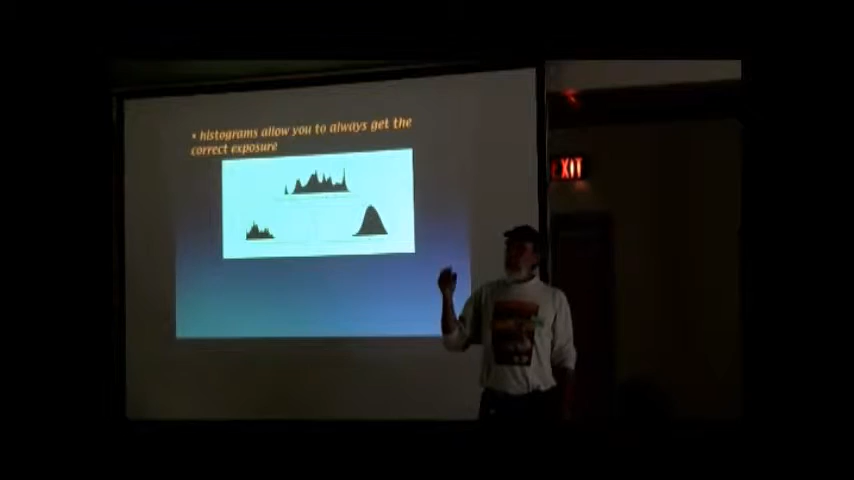 • histograms allow you to always get the
correct exposure
EXIT